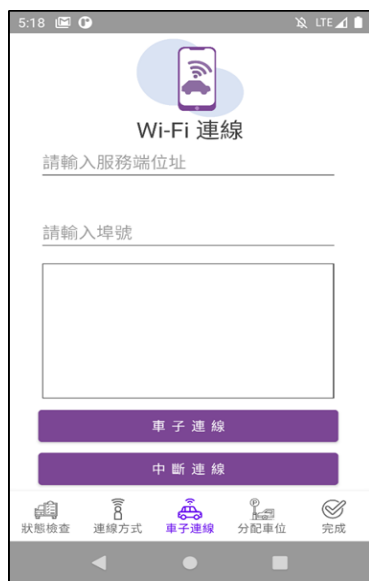 5:18
LTE
Wi-Fi 連線
請輸入服務端位址
請輸入埠號
車子連線
中斷連線
狀態檢查 連線方式 車子連線 分配車位 完成